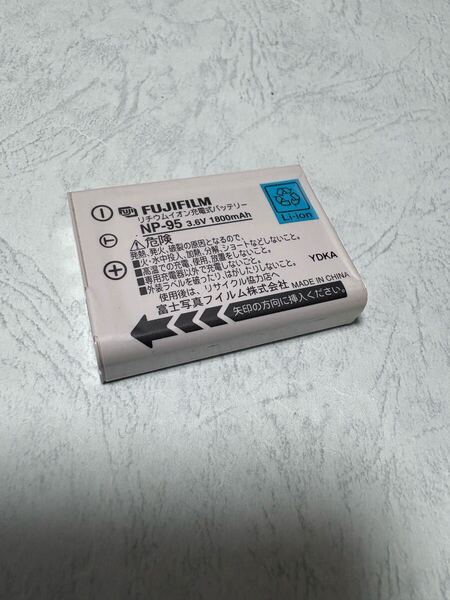 FUJIFILM
リチウムイオン充電式バッテリー
NP-95 3.6V 1800mAh
⚠危険
発熱、発火、破裂の原因となるので、
■火・水中投入、加熱、分解、ショートなどしないこと。
■高温での充電、使用、放置をしないこと。
■専用充電器以外で充電しないこと。
■外装ラベルを破ったり、はがしたりしないこと。
使用後は、リサイクル協力店へ
富士写真フイルム株式会社
矢印の方向に挿入ください。
Li-ion
YDKA
MADE IN CHINA
− T +